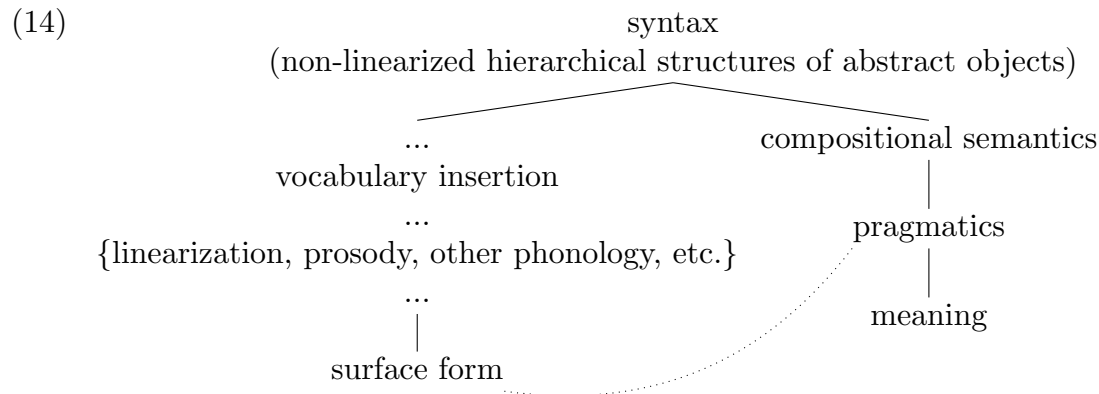 (14) syntax
(non-linearized hierarchical structures of abstract objects)
... compositional semantics
vocabulary insertion
... pragmatics
{linearization, prosody, other phonology, etc.}
... meaning
surface form